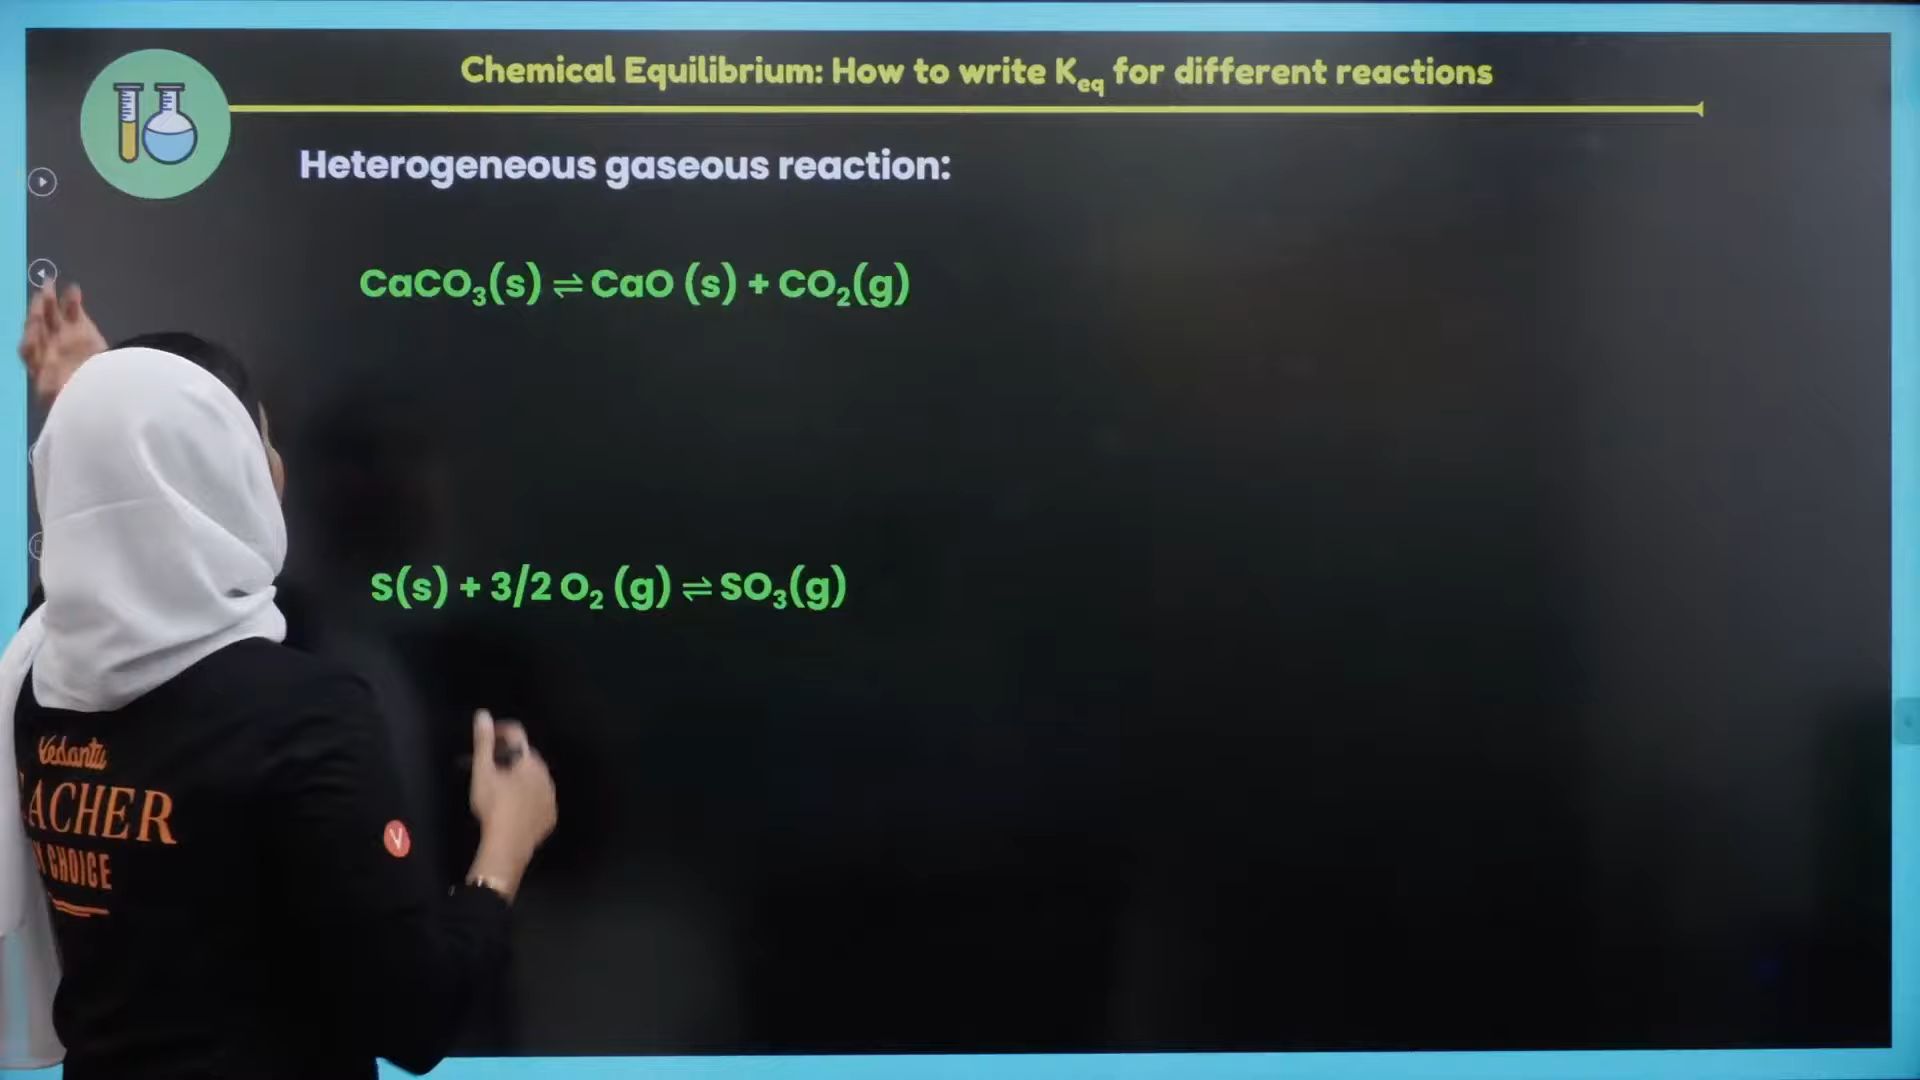 Chemical Equilibrium: How to write Keq for different reactions
Heterogeneous gaseous reaction:
CaCO₃(s) ⇌ CaO (s) + CO₂(g)
S(s) + 3/2 O₂ (g) ⇌ SO₃(g)
Vedantu
EACHER
Y CHOICE
V